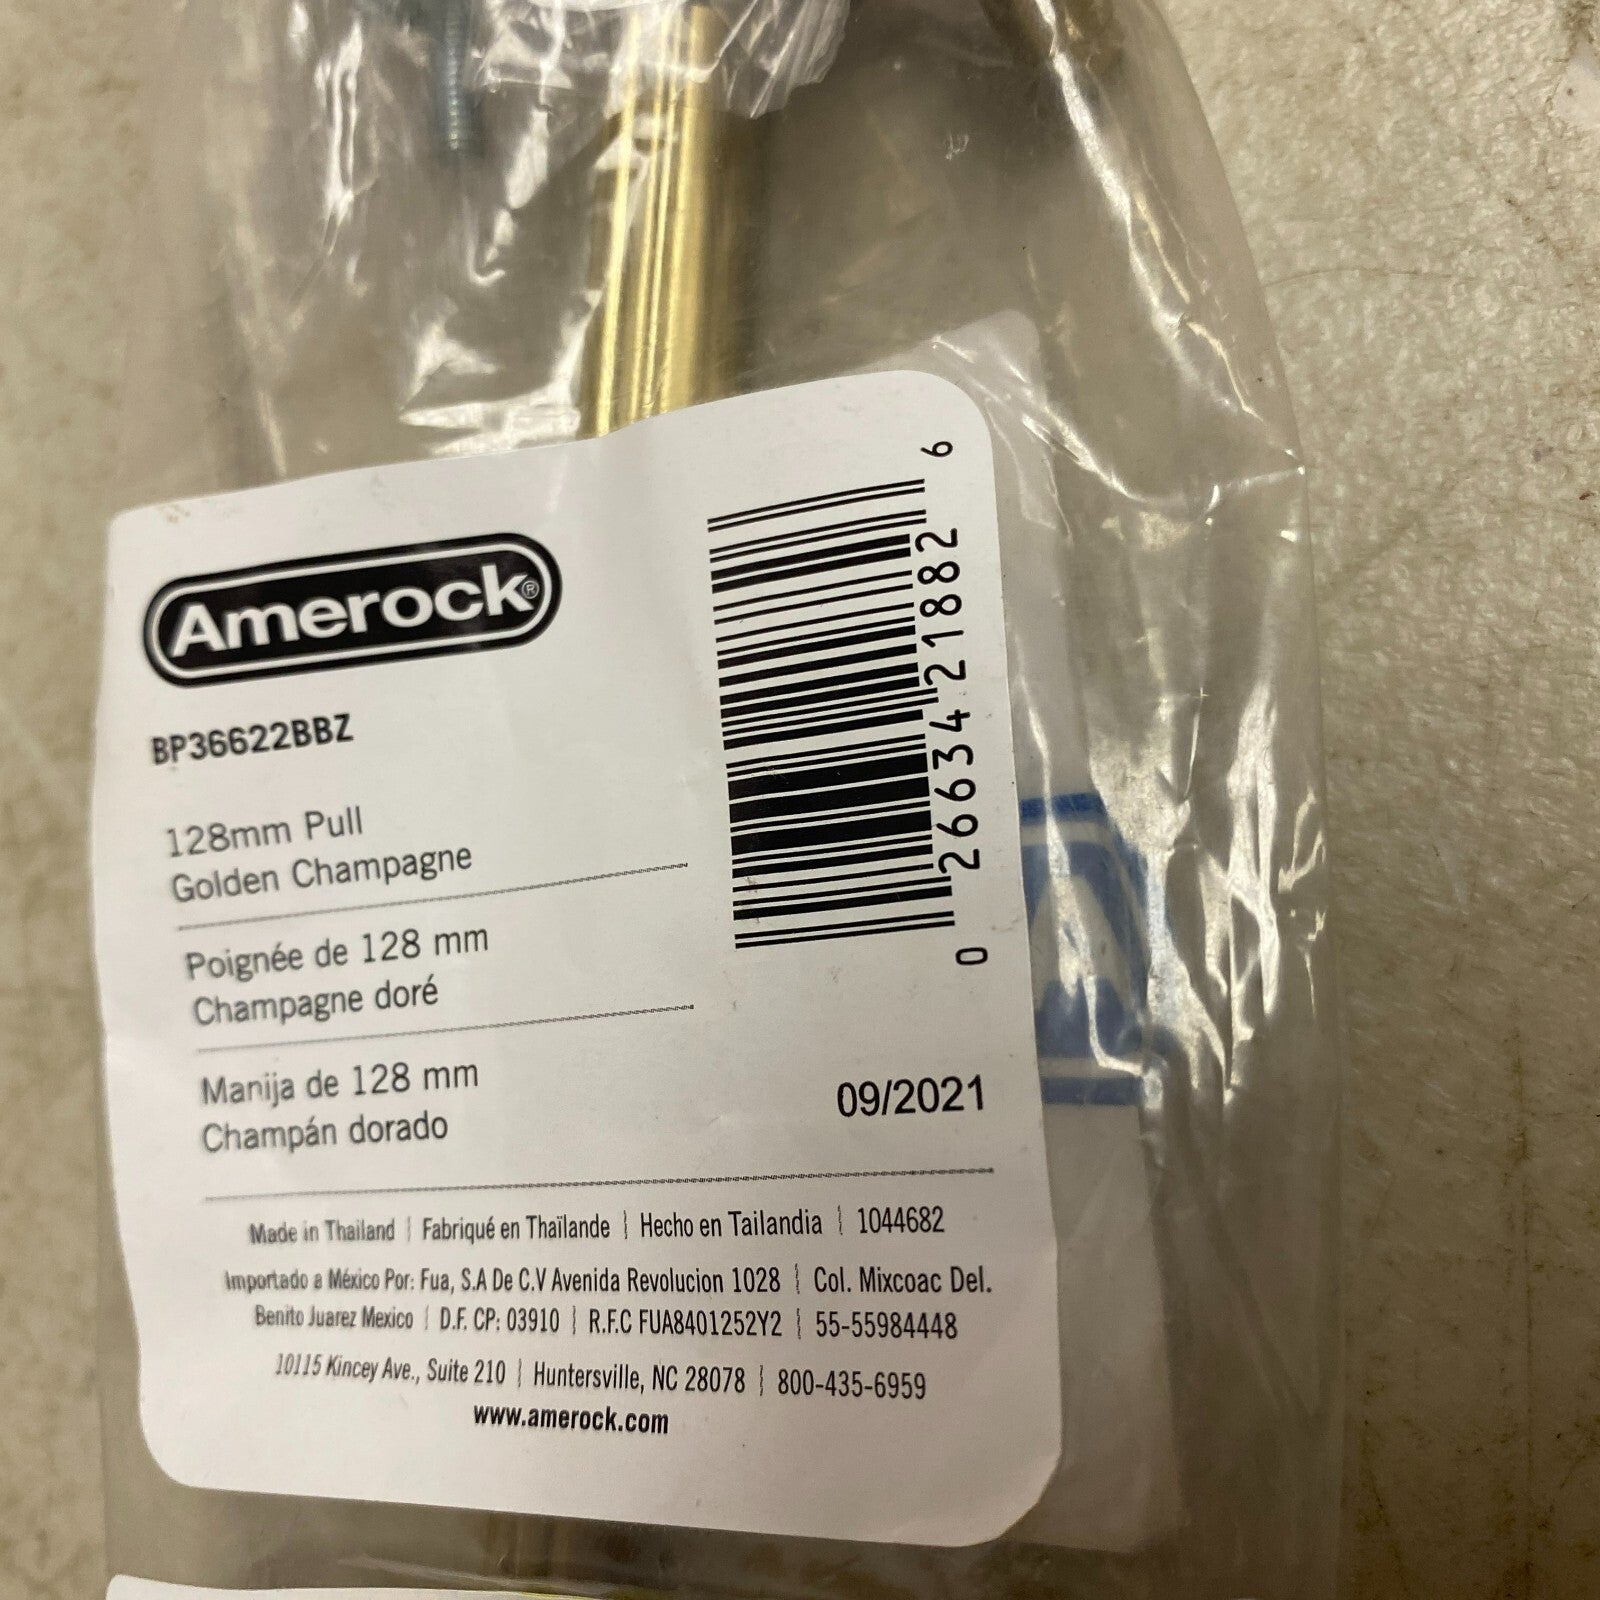 Amerock®
BP36622BBZ
128mm Pull
Golden Champagne
Poignée de 128 mm
Champagne doré
Manija de 128 mm
Champán dorado
0 26634 21882 6
09/2021
Made in Thailand | Fabriqué en Thaïlande | Hecho en Tailandia | 1044682
Importado a México Por: Fua, S.A De C.V Avenida Revolucion 1028 | Col. Mixcoac Del.
Benito Juarez Mexico | D.F. CP: 03910 | R.F.C FUA8401252Y2 | 55-55984448
10115 Kincey Ave., Suite 210 | Huntersville, NC 28078 | 800-435-6959
www.amerock.com